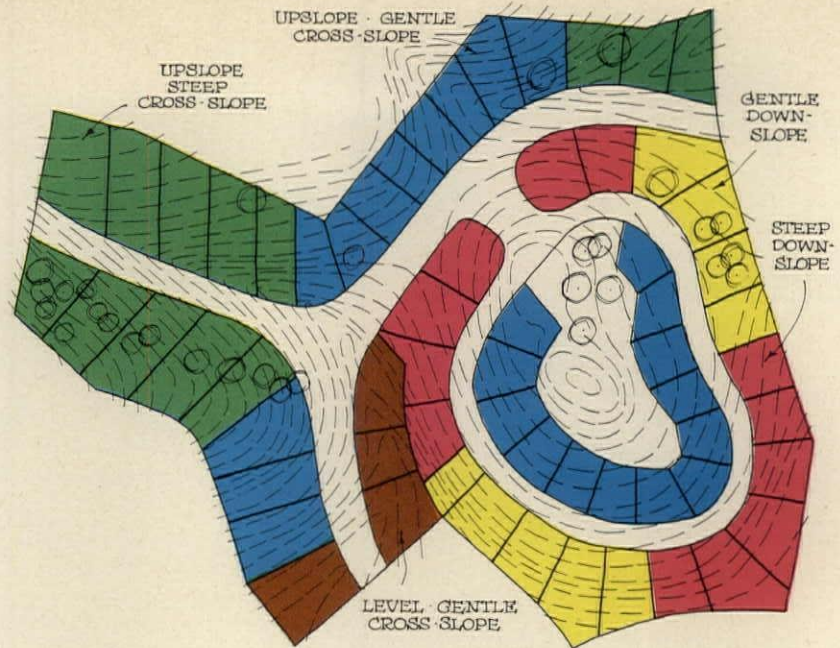 UPSLOPE · GENTLE
CROSS-SLOPE
UPSLOPE
STEEP
CROSS-SLOPE
GENTLE
DOWN-
SLOPE
STEEP
DOWN-
SLOPE
LEVEL · GENTLE
CROSS-SLOPE